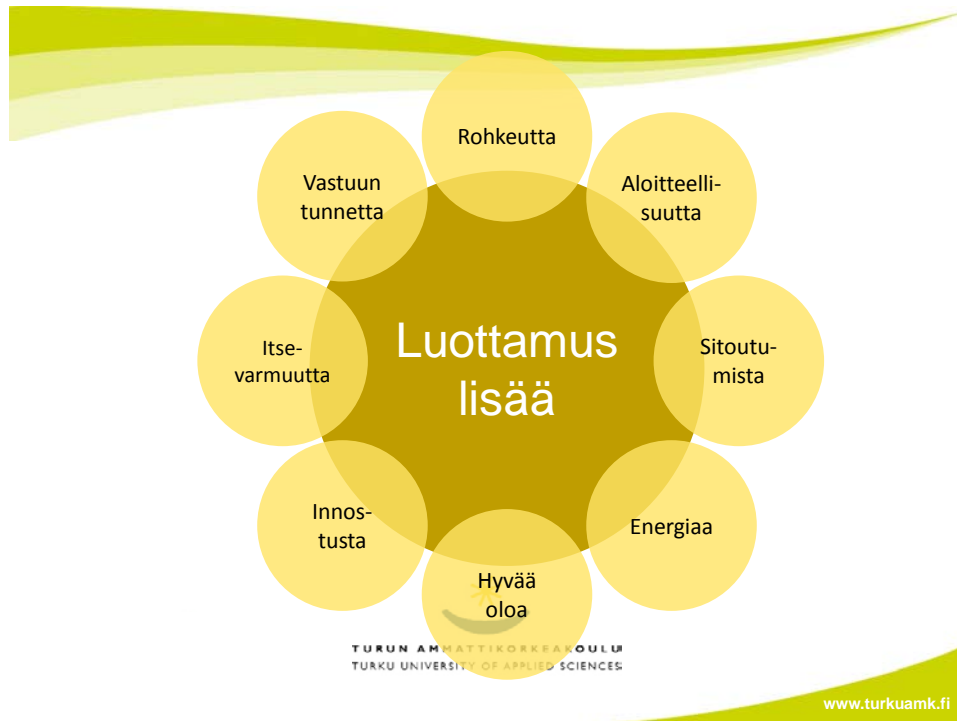 Rohkeutta
Aloitteelli-
suutta
Sitoutu-
mista
Energiaa
Hyvää
oloa
Innos-
tusta
Itse-
varmuutta
Vastuun
tunnetta
Luottamus
lisää
TURUN AMMATTIKORKEAKOULU
TURKU UNIVERSITY OF APPLIED SCIENCES
www.turkuamk.fi